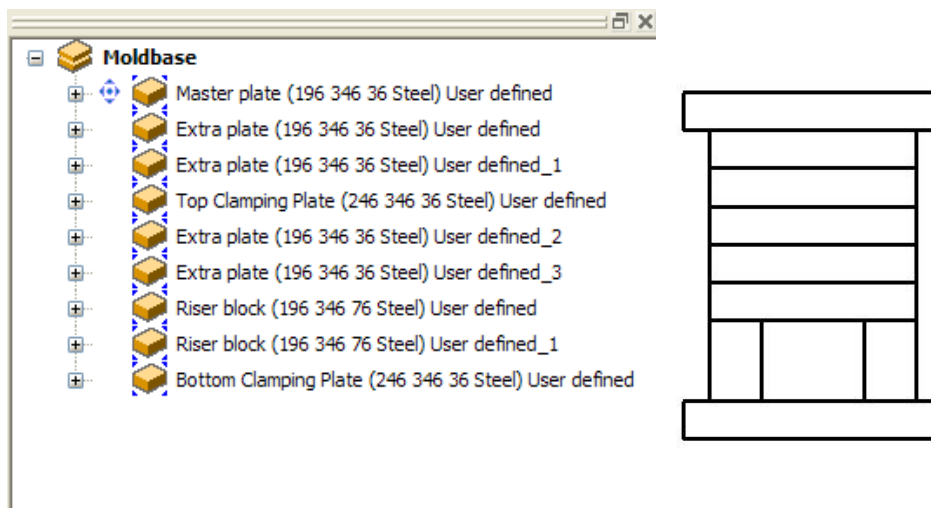 Moldbase
Master plate (196 346 36 Steel) User defined
Extra plate (196 346 36 Steel) User defined
Extra plate (196 346 36 Steel) User defined_1
Top Clamping Plate (246 346 36 Steel) User defined
Extra plate (196 346 36 Steel) User defined_2
Extra plate (196 346 36 Steel) User defined_3
Riser block (196 346 76 Steel) User defined
Riser block (196 346 76 Steel) User defined_1
Bottom Clamping Plate (246 346 36 Steel) User defined